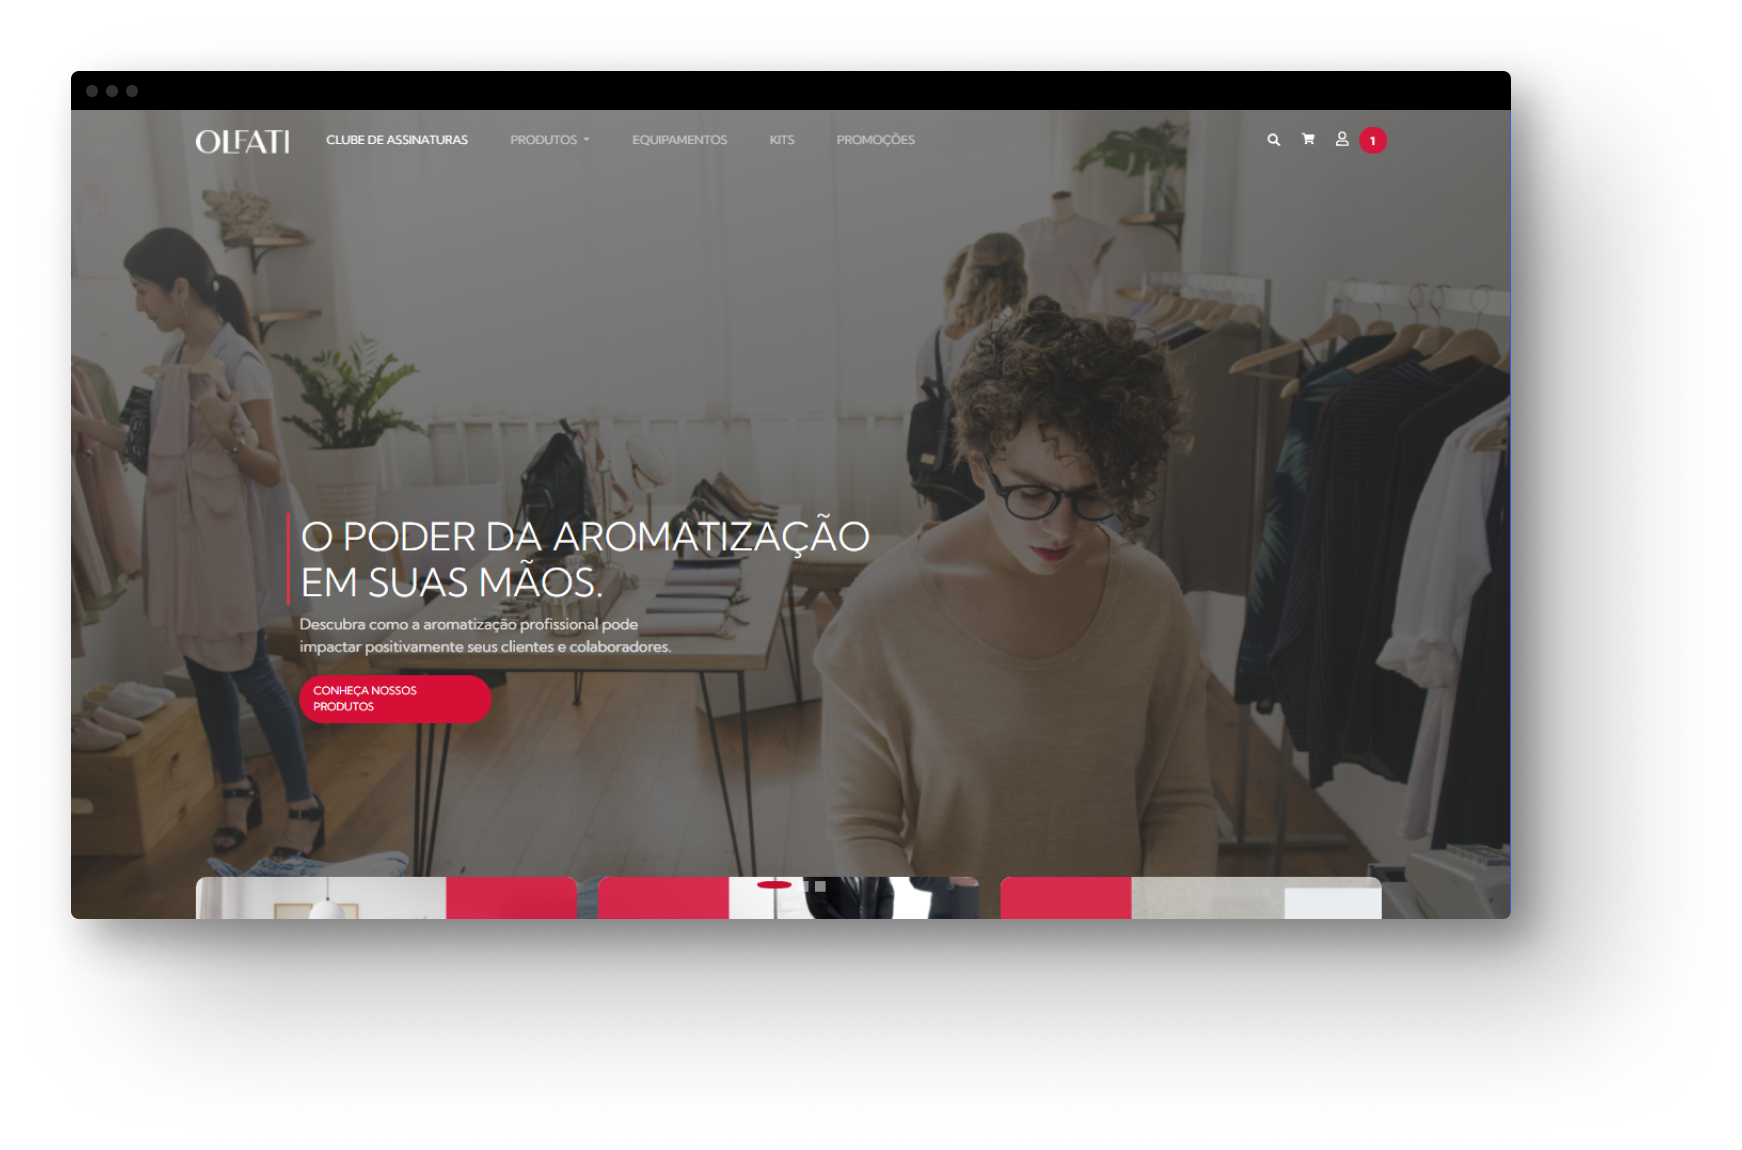 OLFATI
CLUBE DE ASSINATURAS
PRODUTOS
EQUIPAMENTOS
KITS
PROMOÇÕES
1
O PODER DA AROMATIZAÇÃO
EM SUAS MÃOS.
Descubra como a aromatização profissional pode
impactar positivamente seus clientes e colaboradores.
CONHEÇA NOSSOS
PRODUTOS